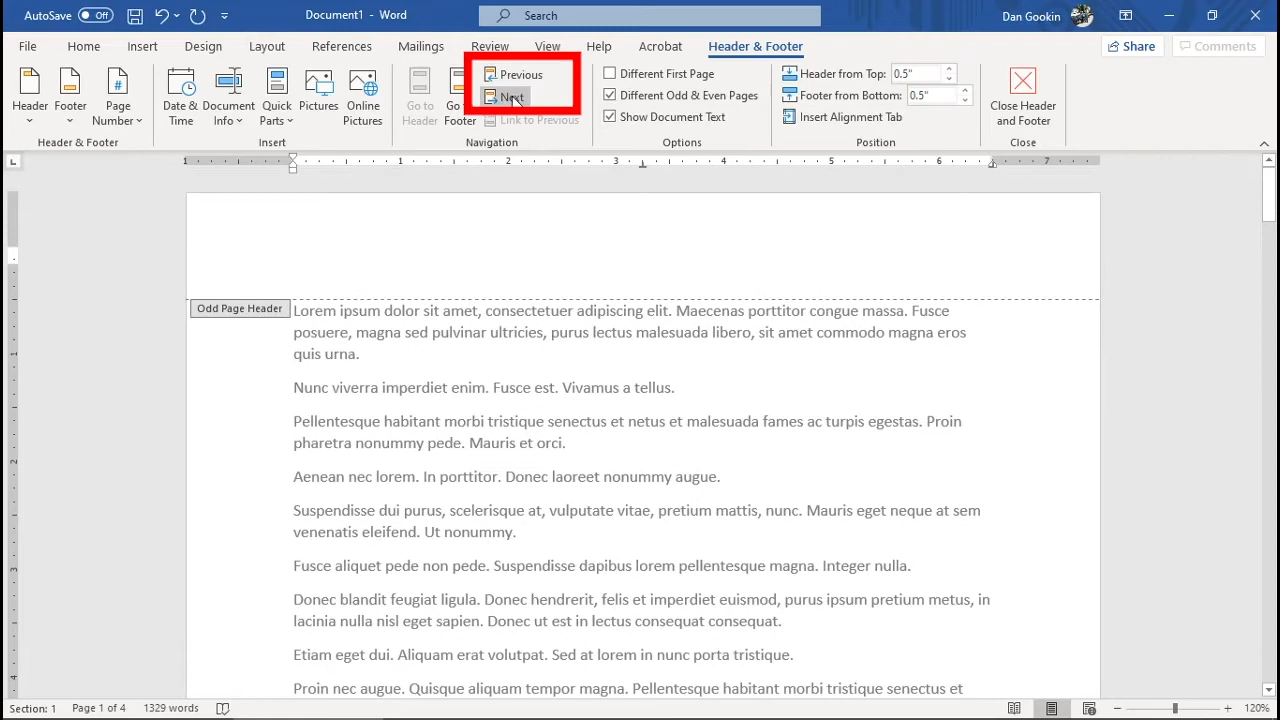 AutoSave Off Document1 - Word Search Dan Gookin
File Home Insert Design Layout References Mailings Review View Help Acrobat Header & Footer Share Comments
Header
Footer
Page
Number
Header & Footer
Date &
Time
Document
Info
Quick
Parts
Pictures
Online
Pictures
Insert
Go to
Header
Go to
Footer
Previous
Next
Link to Previous
Navigation
Different First Page
Different Odd & Even Pages
Show Document Text
Options
Header from Top: 0.5"
Footer from Bottom: 0.5"
Insert Alignment Tab
Position
Close Header
and Footer
Close
1 1 2 3 4 5 6 7
Odd Page Header
Lorem ipsum dolor sit amet, consectetuer adipiscing elit. Maecenas porttitor congue massa. Fusce
posuere, magna sed pulvinar ultricies, purus lectus malesuada libero, sit amet commodo magna eros
quis urna.
Nunc viverra imperdiet enim. Fusce est. Vivamus a tellus.
Pellentesque habitant morbi tristique senectus et netus et malesuada fames ac turpis egestas. Proin
pharetra nonummy pede. Mauris et orci.
Aenean nec lorem. In porttitor. Donec laoreet nonummy augue.
Suspendisse dui purus, scelerisque at, vulputate vitae, pretium mattis, nunc. Mauris eget neque at sem
venenatis eleifend. Ut nonummy.
Fusce aliquet pede non pede. Suspendisse dapibus lorem pellentesque magna. Integer nulla.
Donec blandit feugiat ligula. Donec hendrerit, felis et imperdiet euismod, purus ipsum pretium metus, in
lacinia nulla nisl eget sapien. Donec ut est in lectus consequat consequat.
Etiam eget dui. Aliquam erat volutpat. Sed at lorem in nunc porta tristique.
Proin nec augue. Quisque aliquam tempor magna. Pellentesque habitant morbi tristique senectus et
1
2
3
4
Section: 1 Page 1 of 4 1329 words 120%